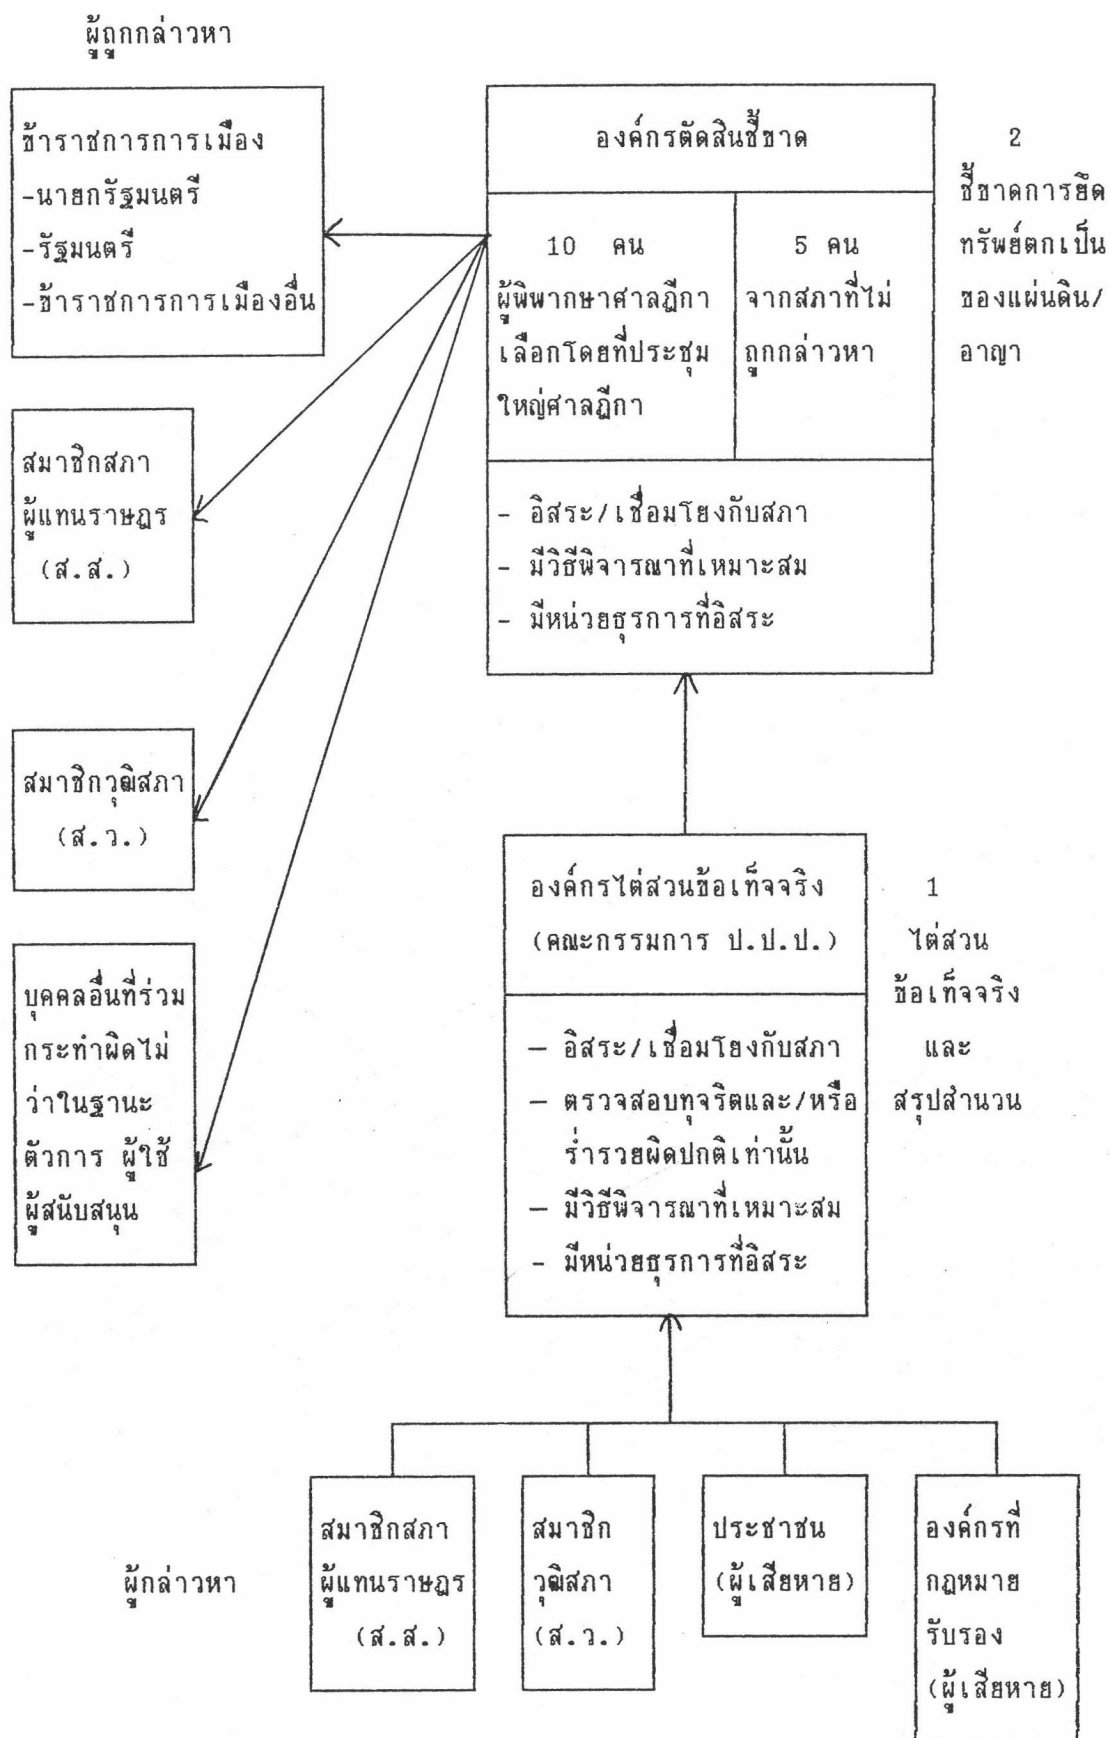 ผู้ถูกกล่าวหา
ข้าราชการการเมือง
-นายกรัฐมนตรี
-รัฐมนตรี
-ข้าราชการการเมืองอื่น
สมาชิกสภา
ผู้แทนราษฎร
(ส.ส.)
สมาชิกวุฒิสภา
(ส.ว.)
บุคคลอื่นที่ร่วม
กระทำผิดไม่
ว่าในฐานะ
ตัวการ ผู้ใช้
ผู้สนับสนุน
องค์กรตัดสินชี้ขาด
10 คน
ผู้พิพากษาศาลฎีกา
เลือกโดยที่ประชุม
ใหญ่ศาลฎีกา
5 คน
จากสภาที่ไม่
ถูกกล่าวหา
- อิสระ/เชื่อมโยงกับสภา
- มีวิธีพิจารณาที่เหมาะสม
- มีหน่วยธุรการที่อิสระ
2
ชี้ขาดการยึด
ทรัพย์ตกเป็น
ของแผ่นดิน/
อาญา
องค์กรไต่สวนข้อเท็จจริง
(คณะกรรมการ ป.ป.ป.)
- อิสระ/เชื่อมโยงกับสภา
- ตรวจสอบทุจริตและ/หรือ
ร่ำรวยผิดปกติเท่านั้น
- มีวิธีพิจารณาที่เหมาะสม
- มีหน่วยธุรการที่อิสระ
1
ไต่สวน
ข้อเท็จจริง
และ
สรุปสำนวน
ผู้กล่าวหา
สมาชิกสภา
ผู้แทนราษฎร
(ส.ส.)
สมาชิก
วุฒิสภา
(ส.ว.)
ประชาชน
(ผู้เสียหาย)
องค์กรที่
กฎหมาย
รับรอง
(ผู้เสียหาย)